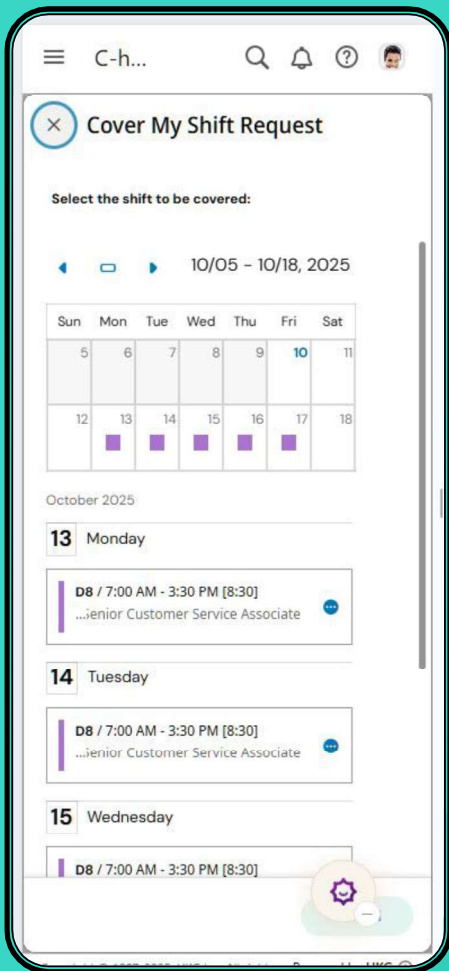 C-h...
Cover My Shift Request
Select the shift to be covered:
10/05 - 10/18, 2025
Sun Mon Tue Wed Thu Fri Sat
5 6 7 8 9 10 11
12 13 14 15 16 17 18
October 2025
13 Monday
D8 / 7:00 AM - 3:30 PM [8:30]
...Senior Customer Service Associate
14 Tuesday
D8 / 7:00 AM - 3:30 PM [8:30]
...Senior Customer Service Associate
15 Wednesday
D8 / 7:00 AM - 3:30 PM [8:30]